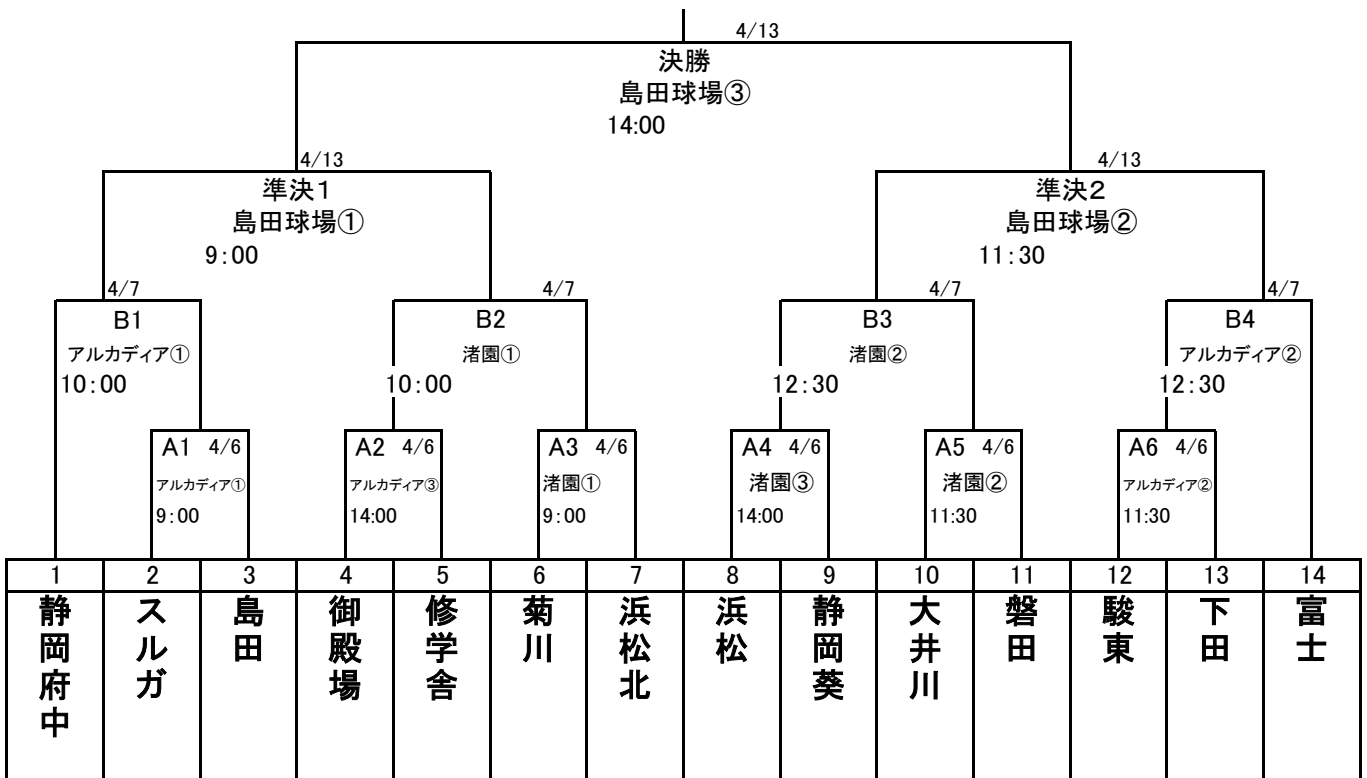 4/13
決勝
島田球場③
14:00
4/13
4/13
準決1
準決2
島田球場①
島田球場②
9:00
11:30
4/7
4/7
4/7
4/7
B1
B2
B3
B4
アルカディア①
渚園①
渚園②
アルカディア②
10:00
10:00
12:30
12:30
A1 4/6
A2 4/6
A3 4/6
A4 4/6
A5 4/6
A6 4/6
アルカディア①
アルカディア③
渚園①
渚園③
渚園②
アルカディア②
9:00
14:00
9:00
14:00
11:30
11:30
1
2
3
4
5
6
7
8
9
10
11
12
13
14
静岡府中
スルガ
島田
御殿場
修学舎
菊川
浜松北
浜松
静岡葵
大井川
磐田
駿東
下田
富士